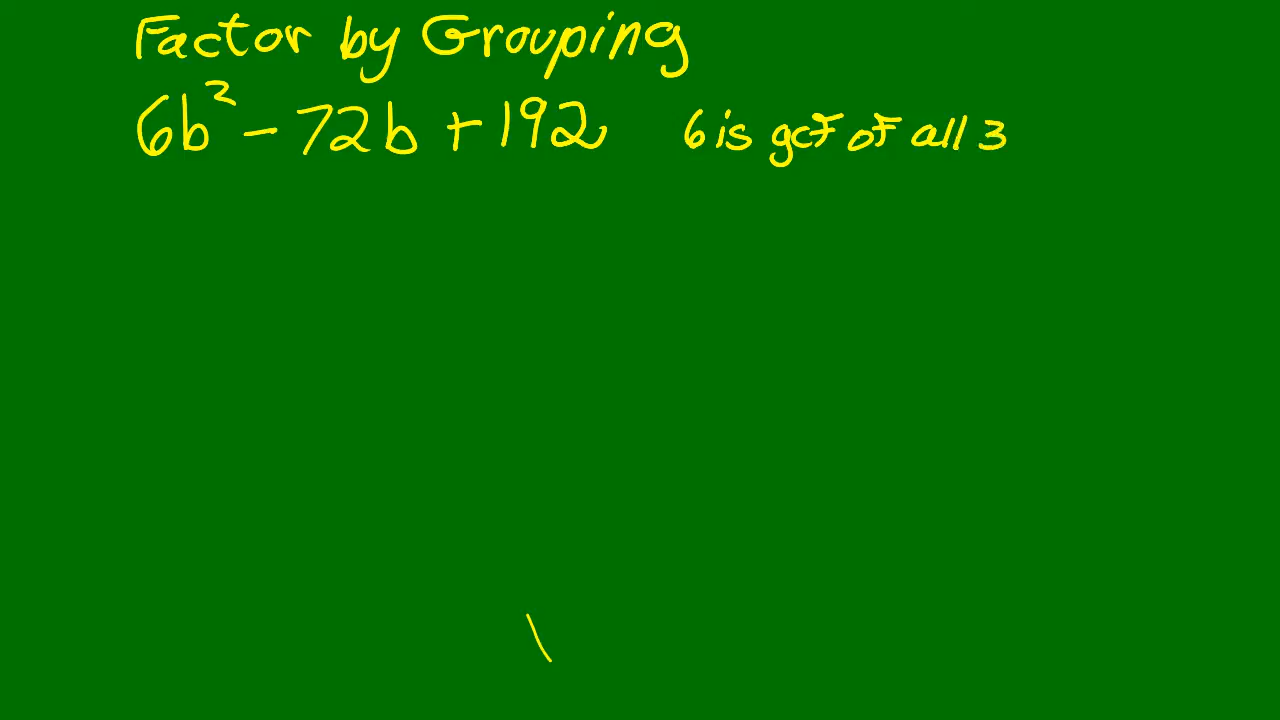 Factor by Grouping
6b² - 72b + 192 6 is gcf of all 3